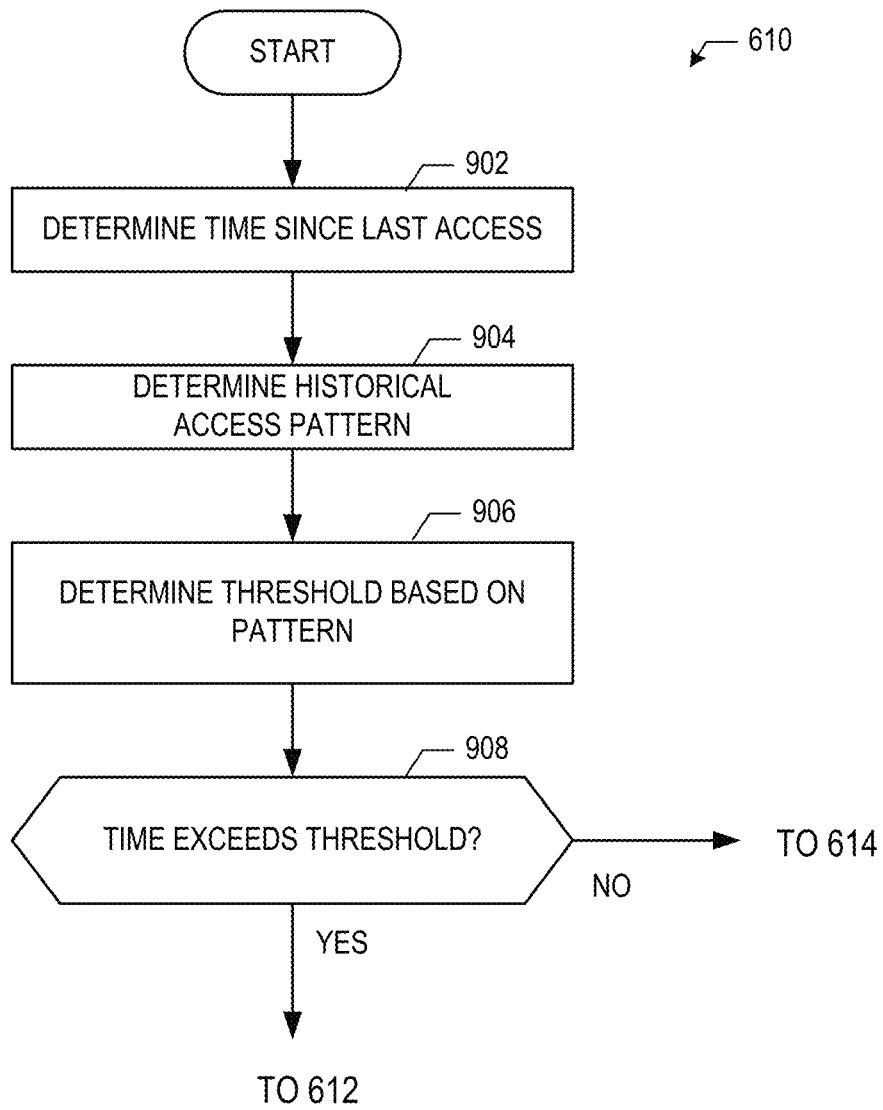 START
610
902
DETERMINE TIME SINCE LAST ACCESS
904
DETERMINE HISTORICAL
ACCESS PATTERN
906
DETERMINE THRESHOLD BASED ON
PATTERN
908
TIME EXCEEDS THRESHOLD?
TO 614
NO
YES
TO 612